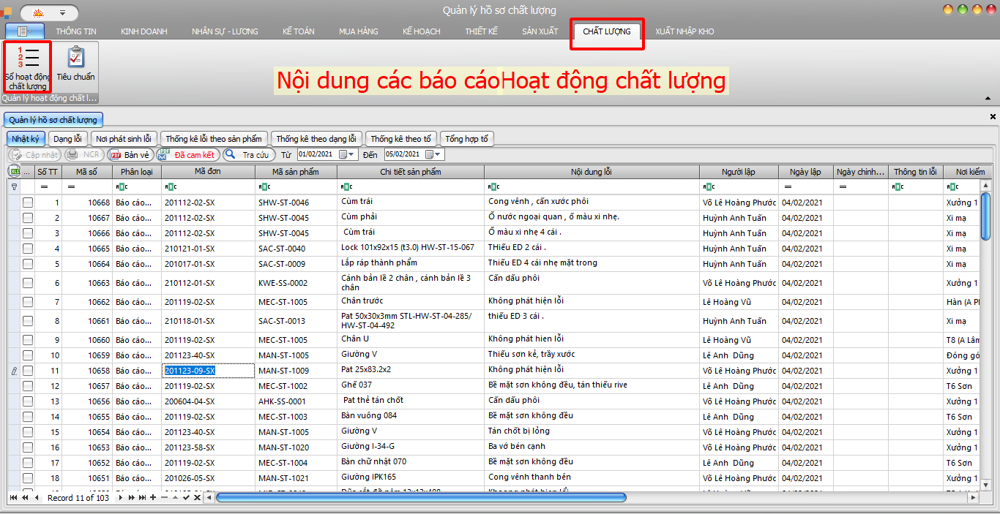 Quản lý hồ sơ chất lượng
THÔNG TIN KINH DOANH NHÂN SỰ - LƯƠNG KẾ TOÁN MUA HÀNG KẾ HOẠCH THIẾT KẾ SẢN XUẤT CHẤT LƯỢNG XUẤT NHẬP KHO
Sổ hoạt động chất lượng
Tiêu chuẩn
Quản lý hoạt động chất l...
Nội dung các báo cáoHoạt động chất lượng
Quản lý hồ sơ chất lượng
Nhật ký Dạng lỗi Nơi phát sinh lỗi Thống kê lỗi theo sản phẩm Thống kê theo dạng lỗi Thống kê theo tổ Tổng hợp tổ
Cập nhật NCR Bản vẽ Đã cam kết Tra cứu Từ 01/02/2021 Đến 05/02/2021
... Số TT Mã số Phân loại Mã đơn Mã sản phẩm Chi tiết sản phẩm Nội dung lỗi Người lập Ngày lập Ngày chỉnh... Thông tin lỗi Nơi kiểm
1 10668 Báo cáo... 201112-02-SX SHW-ST-0046 Cùm trái Cong vênh , cấn xước phôi Võ Lê Hoàng Phước 04/02/2021 Xưởng 1
2 10667 Báo cáo... 201112-02-SX SHW-ST-0045 Cùm phải Ố nước ngoại quan , ố màu xi nhẹ. Huỳnh Anh Tuấn 04/02/2021 Xi mạ
3 10666 Báo cáo... 201112-02-SX SHW-ST-0045 Cùm trái Ố màu xi nhẹ 4 cái . Huỳnh Anh Tuấn 04/02/2021 Xi mạ
4 10665 Báo cáo... 210121-01-SX SAC-ST-0040 Lock 101x92x15 (t3.0) HW-ST-15-067 THiếu ED 2 cái . Huỳnh Anh Tuấn 04/02/2021 Xi mạ
5 10664 Báo cáo... 201017-01-SX SAC-ST-0009 Lắp ráp thành phẩm Thiếu ED 4 cái nhẹ mặt trong Huỳnh Anh Tuấn 04/02/2021 Xi mạ
6 10663 Báo cáo... 210112-01-SX KWE-SS-0002 Cánh bản lề 2 chân , cánh bản lề 3 chân Cấn dấu phôi Võ Lê Hoàng Phước 04/02/2021 Xưởng 1
7 10662 Báo cáo... 201119-02-SX MEC-ST-1005 Chân trước Không phát hiện lỗi Lê Hoàng Vũ 04/02/2021 Hàn (A P
8 10661 Báo cáo... 210118-01-SX SAC-ST-0013 Pat 50x30x3mm STL-HW-ST-04-285/ HW-ST-04-492 thiếu ED 3 cái . Huỳnh Anh Tuấn 04/02/2021 Xi mạ
9 10660 Báo cáo... 201119-02-SX MEC-ST-1005 Chân U Không phát hien lỗi Lê Hoàng Vũ 04/02/2021 T8 (A Lâm
10 10659 Báo cáo... 201123-40-SX MAN-ST-1005 Giường V Thiếu sơn kẻ, trầy xước Lê Anh Dũng 04/02/2021 Đóng gó
11 10658 Báo cáo... 201123-09-SX MAN-ST-1009 Pat 25x83.2x2 Không phát hiện lỗi Võ Lê Hoàng Phước 04/02/2021 Xưởng 1
12 10657 Báo cáo... 201119-02-SX MEC-ST-1002 Ghế 037 Bề mặt sơn không đều, tán thiếu rive Lê Anh Dũng 04/02/2021 T6 Sơn
13 10656 Báo cáo... 200604-04-SX AHK-SS-0001 Pat thẻ tán chốt Cấn dấu phôi Võ Lê Hoàng Phước 04/02/2021 Xưởng 1
14 10655 Báo cáo... 201119-02-SX MEC-ST-1003 Bàn vuông 084 Bề mặt sơn không đều Lê Anh Dũng 04/02/2021 T6 Sơn
15 10654 Báo cáo... 201123-40-SX MAN-ST-1005 Giường V Tán chốt bị lỏng Võ Lê Hoàng Phước 04/02/2021 Xưởng 1
16 10653 Báo cáo... 201123-58-SX MAN-ST-1020 Giường I-34-G Ba vớ bén cạnh Võ Lê Hoàng Phước 04/02/2021 Xưởng 1
17 10652 Báo cáo... 201119-02-SX MEC-ST-1004 Bàn chữ nhật 070 Bề mặt sơn không đều Lê Anh Dũng 04/02/2021 T6 Sơn
18 10651 Báo cáo... 201026-05-SX MAN-ST-1021 Giường IPK165 Cong vênh thanh bên Võ Lê Hoàng Phước 04/02/2021 Xưởng 1
Record 11 of 103